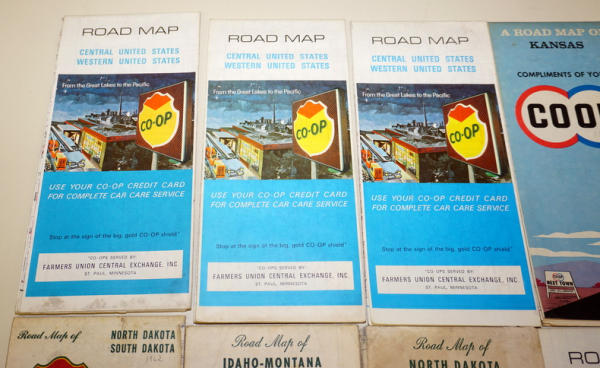 ROAD MAP
CENTRAL UNITED STATES
WESTERN UNITED STATES
From the Great Lakes to the Pacific
CO-OP
USE YOUR CO-OP CREDIT CARD
FOR COMPLETE CAR CARE SERVICE
Stop at the sign of the big, gold CO-OP shield"
"CO-OPS SERVED BY:
FARMERS UNION CENTRAL EXCHANGE, INC.
ST. PAUL, MINNESOTA
ROAD MAP
CENTRAL UNITED STATES
WESTERN UNITED STATES
From the Great Lakes to the Pacific
CO-OP
USE YOUR CO-OP CREDIT CARD
FOR COMPLETE CAR CARE SERVICE
Stop at the sign of the big, gold CO-OP shield"
"CO-OPS SERVED BY:
FARMERS UNION CENTRAL EXCHANGE, INC.
ST. PAUL, MINNESOTA
ROAD MAP
CENTRAL UNITED STATES
WESTERN UNITED STATES
From the Great Lakes to the Pacific
CO-OP
USE YOUR CO-OP CREDIT CARD
FOR COMPLETE CAR CARE SERVICE
Stop at the sign of the big, gold CO-OP shield"
"CO-OPS SERVED BY:
FARMERS UNION CENTRAL EXCHANGE, INC.
ST. PAUL, MINNESOTA
A ROAD MAP OF
KANSAS
COMPLIMENTS OF YO
COOP
NEXT TOWN
Road Map of
NORTH DAKOTA
SOUTH DAKOTA
1962
Road Map of
IDAHO-MONTANA
Road Map of
NORTH DAKOTA
RO